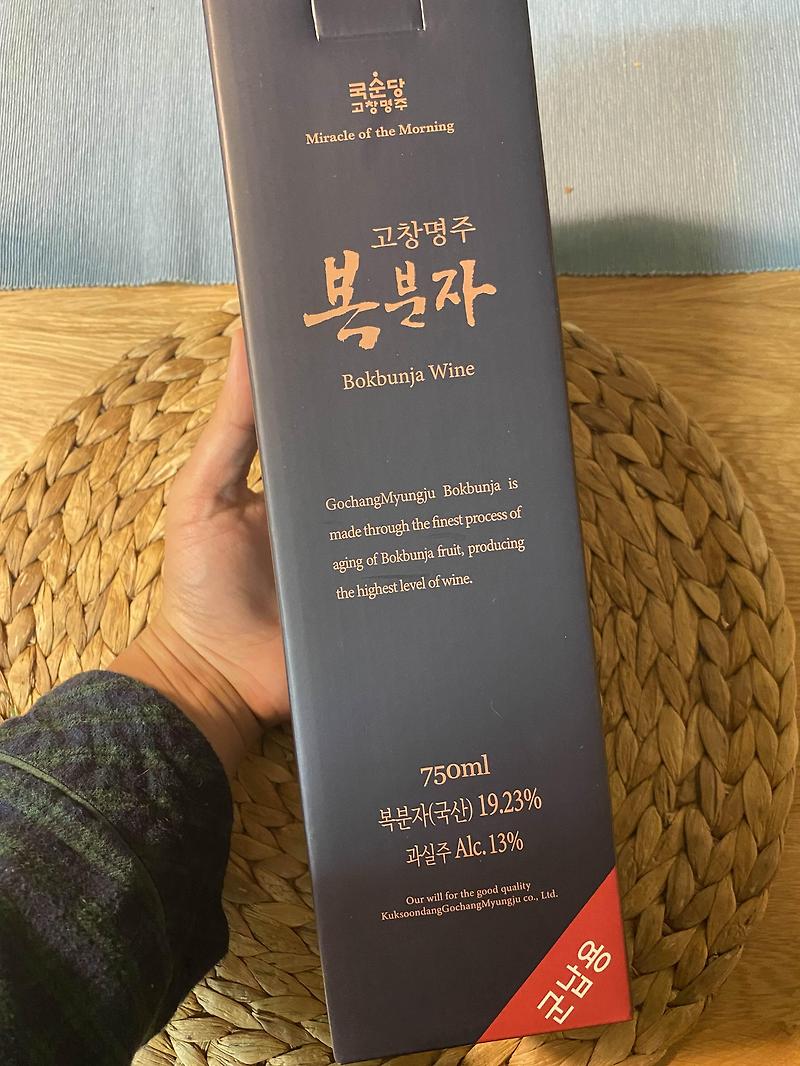 국순당
고창명주
Miracle of the Morning
고창명주
복분자
Bokbunja Wine
GochangMyungju Bokbunja is
made through the finest process of
aging of Bokbunja fruit, producing
the highest level of wine.
750ml
복분자(국산) 19.23%
과실주 Alc. 13%
Our will for the good quality
KuksoondangGochangMyungju co., Ltd.
군납용